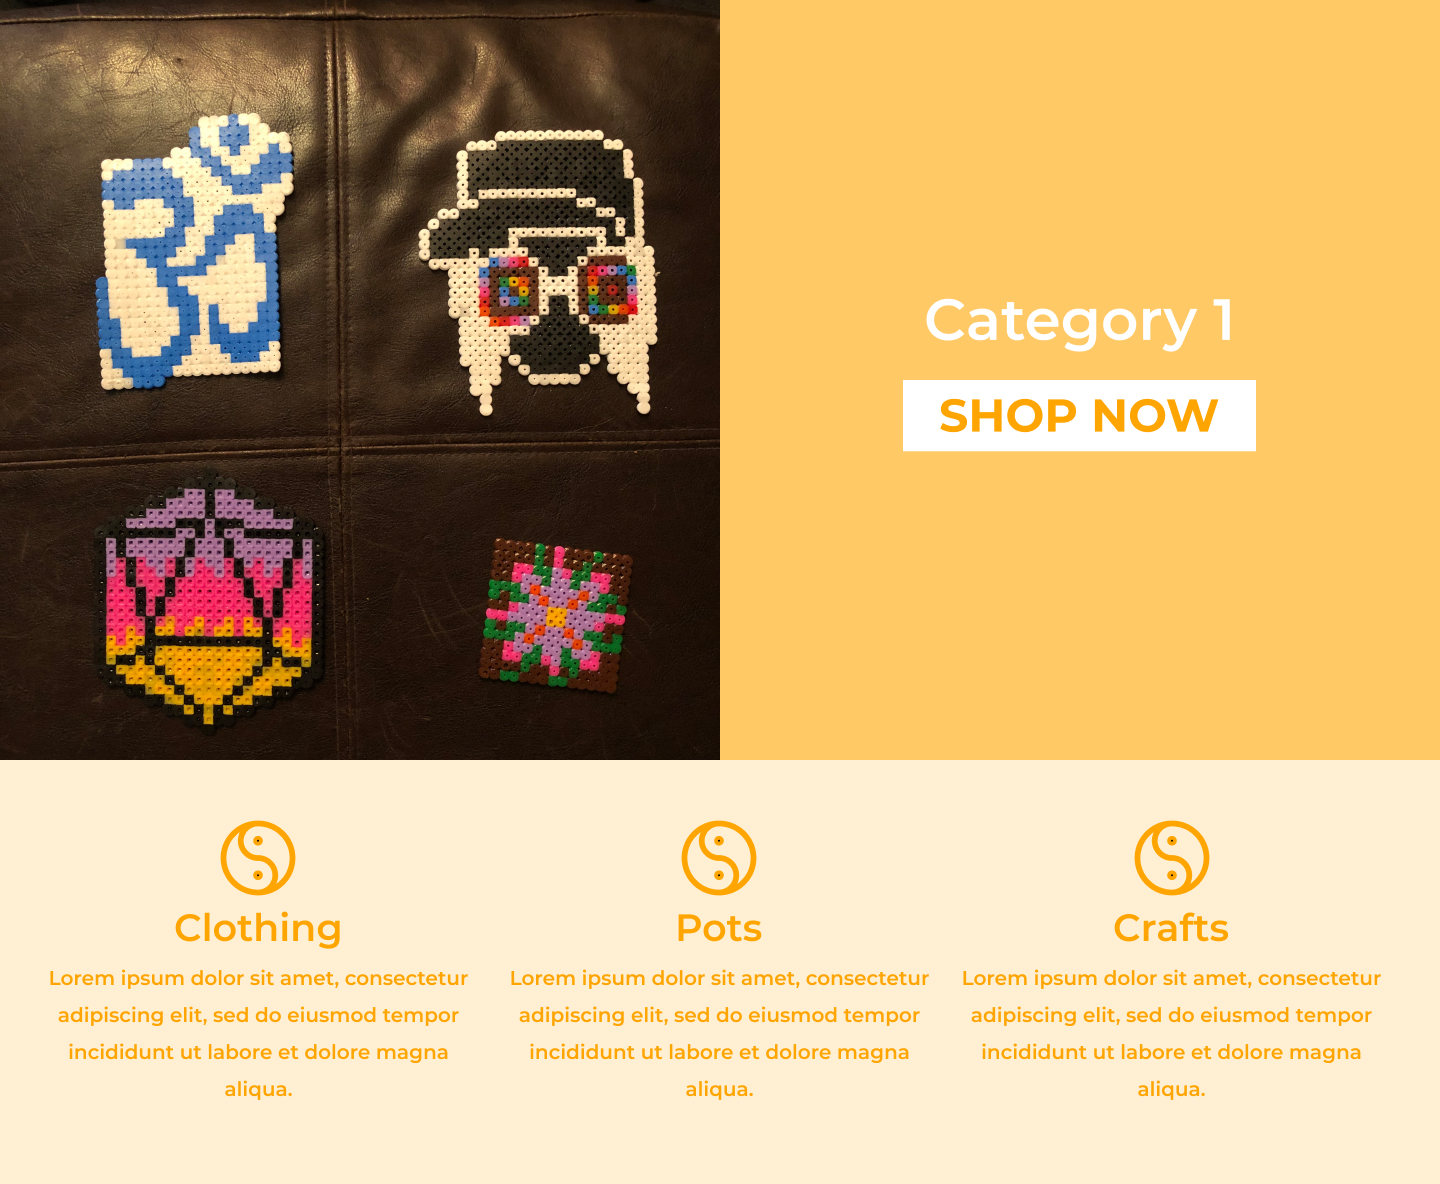 Category 1
SHOP NOW
Clothing
Lorem ipsum dolor sit amet, consectetur
adipiscing elit, sed do eiusmod tempor
incididunt ut labore et dolore magna
aliqua.
Pots
Lorem ipsum dolor sit amet, consectetur
adipiscing elit, sed do eiusmod tempor
incididunt ut labore et dolore magna
aliqua.
Crafts
Lorem ipsum dolor sit amet, consectetur
adipiscing elit, sed do eiusmod tempor
incididunt ut labore et dolore magna
aliqua.